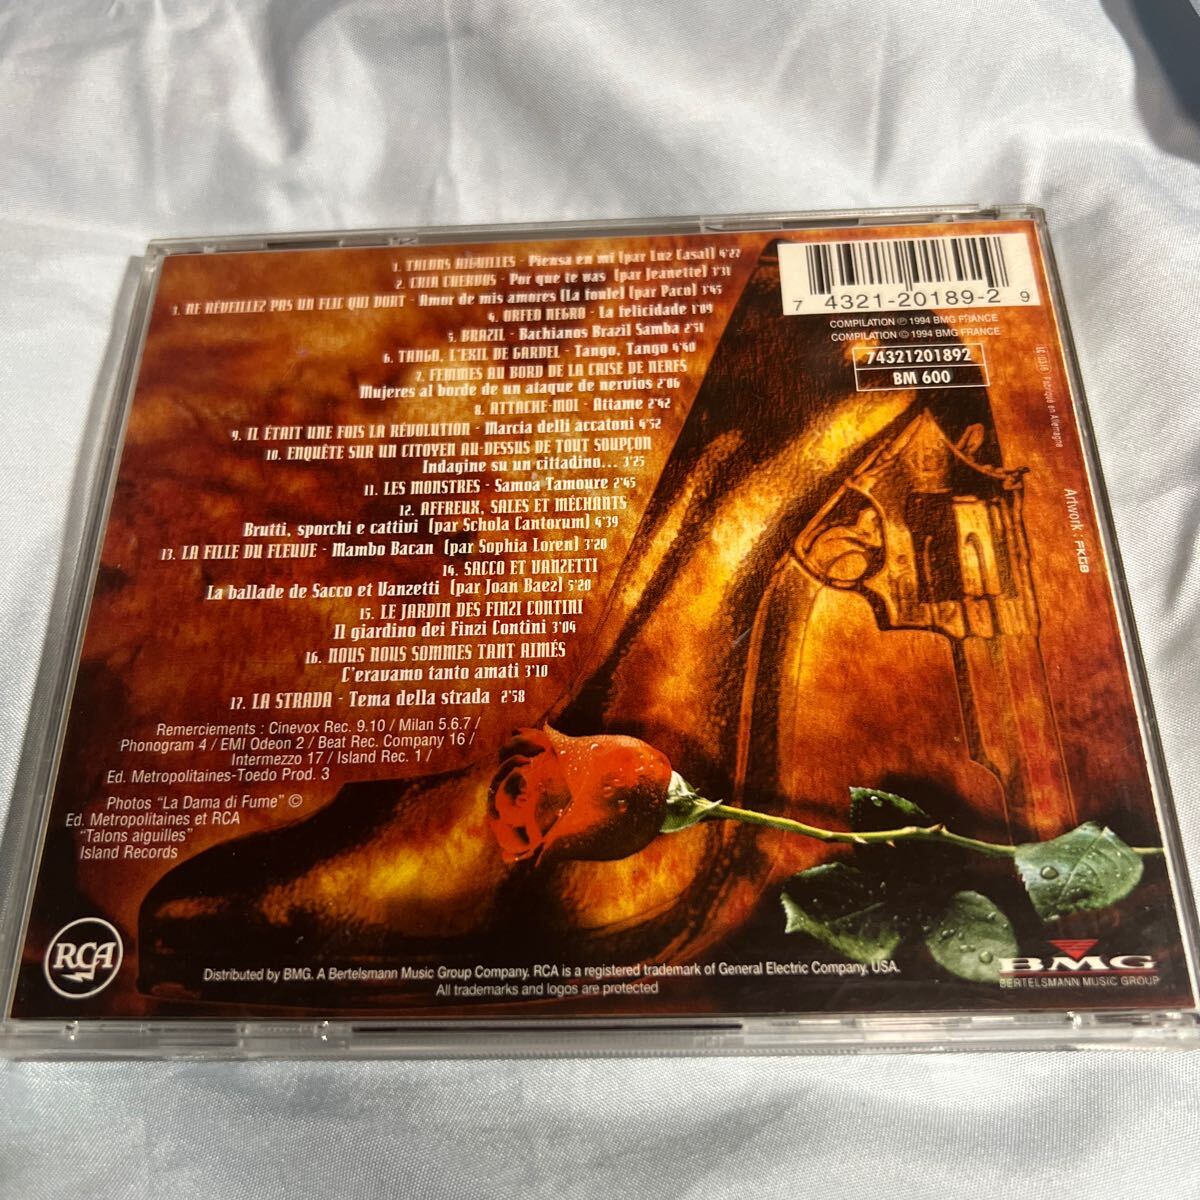 1. TALONS AIGUILLES - Piensa en mi (par Luz Casal) 4'27
2. CRIA CUERVOS - Por que te vas (par Jeanette) 3'31
3. NE RÉVEILLEZ PAS UN FLIC QUI DORT - Amor de mis amores (La foule) (par Paco) 3'45
4. ORFEO NEGRO - La felicidade 1'09
5. BRAZIL - Bachianos Brazil Samba 2'51
6. TANGO, L'EXIL DE GARDEL - Tango, Tango 4'40
7. FEMMES AU BORD DE LA CRISE DE NERFS
Mujeres al borde de un ataque de nervios 2'06
8. ATTACHE-MOI - Attame 2'42
9. IL ÉTAIT UNE FOIS LA RÉVOLUTION - Marcia delli accatoni 4'52
10. ENQUÊTE SUR UN CITOYEN AU-DESSUS DE TOUT SOUPÇON
Indagine su un cittadino... 3'25
11. LES MONSTRES - Samoa Tamoure 2'45
12. AFFREUX, SALES ET MÉCHANTS
Brutti, sporchi e cattivi (par Schola Cantorum) 4'39
13. LA FILLE DU FLEUVE - Mambo Bacan (par Sophia Loren) 3'20
14. SACCO ET VANZETTI
La ballade de Sacco et Vanzetti (par Joan Baez) 5'20
15. LE JARDIN DES FINZI CONTINI
Il giardino dei Finzi Contini 3'04
16. NOUS NOUS SOMMES TANT AIMÉS
C'eravamo tanto amati 3'10
17. LA STRADA - Tema della strada 2'58
Remerciements : Cinevox Rec. 9.10 / Milan 5.6.7 /
Phonogram 4 / EMI Odeon 2 / Beat Rec. Company 16 /
Intermezzo 17 / Island Rec. 1 /
Ed. Metropolitaines-Toedo Prod. 3
Photos "La Dama di Fume" ©
Ed. Metropolitaines et RCA
"Talons aiguilles"
Island Records
7 4321-20189-2 9
COMPILATION ℗ 1994 BMG FRANCE
COMPILATION © 1994 BMG FRANCE
74321201892
BM 600
Fabriqué en Allemagne
Artwork : FKGB
RCA
Distributed by BMG. A Bertelsmann Music Group Company. RCA is a registered trademark of General Electric Company, USA.
All trademarks and logos are protected
BMG
BERTELSMANN MUSIC GROUP